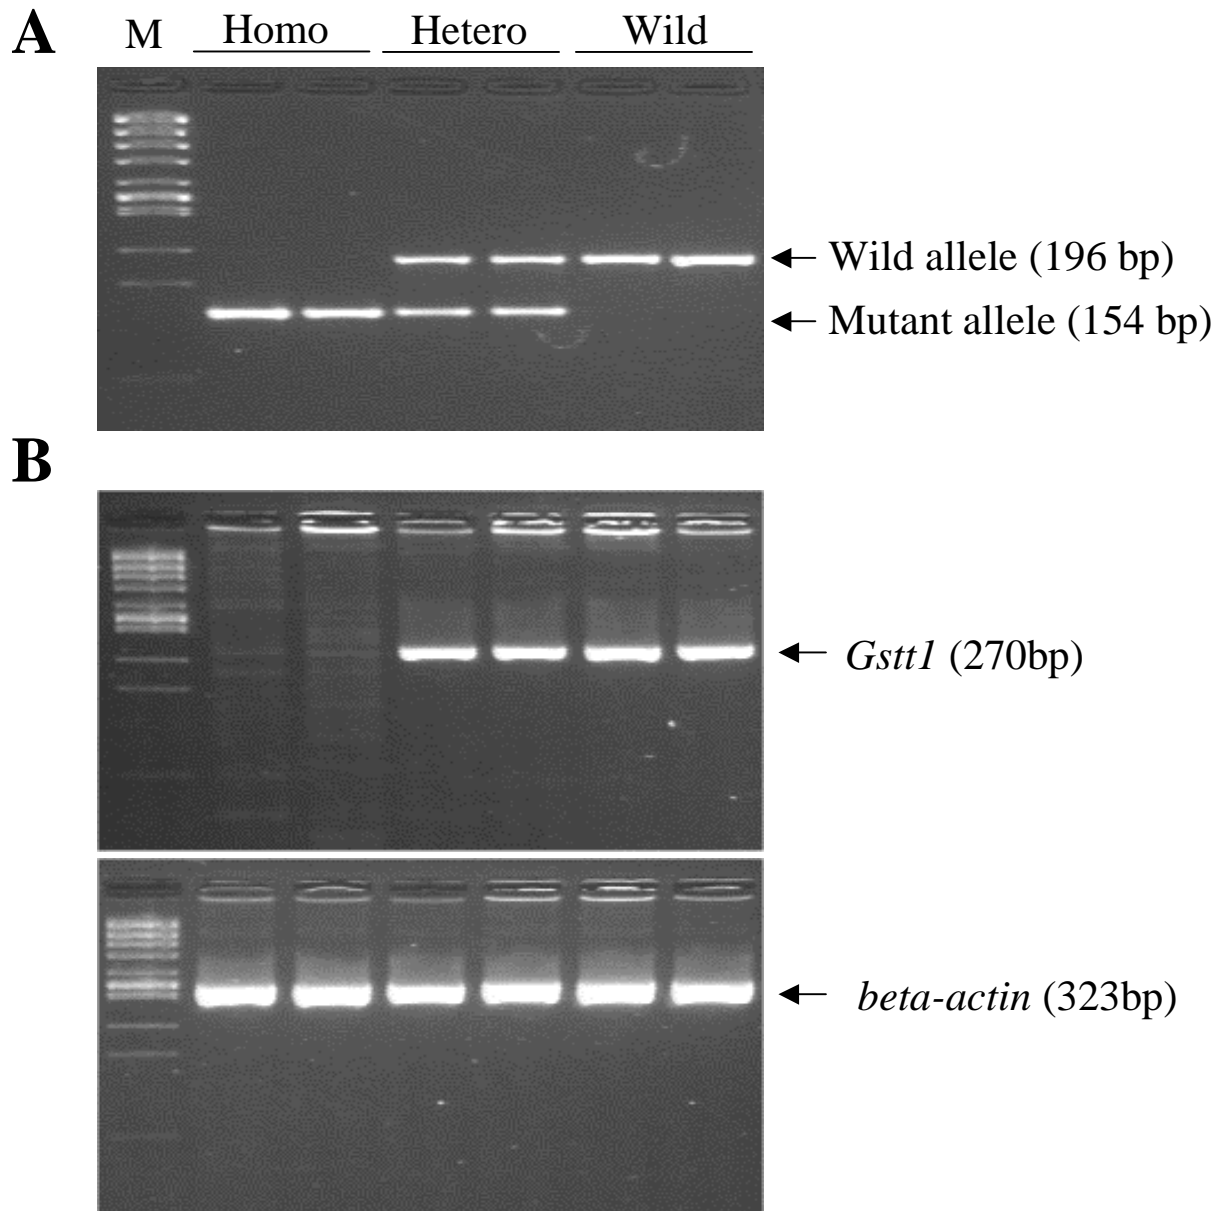 A
M Homo Hetero Wild
Wild allele (196 bp)
Mutant allele (154 bp)
B
Gstt1 (270bp)
beta-actin (323bp)